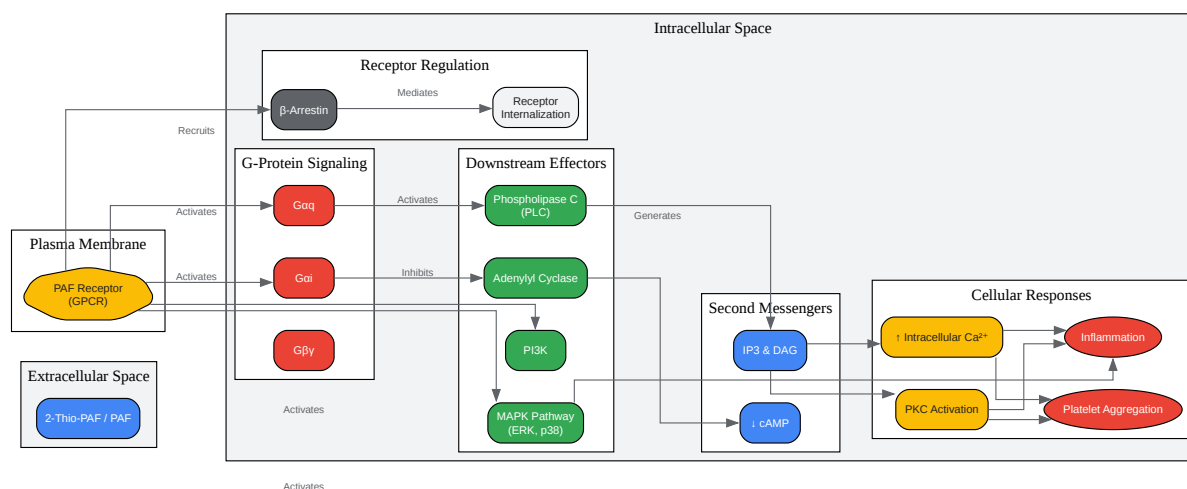 Intracellular Space
Receptor Regulation
β-Arrestin
Mediates
Receptor
Internalization
Recruits
G-Protein Signaling
Downstream Effectors
Gαq
Activates
Phospholipase C
(PLC)
Generates
Activates
Plasma Membrane
PAF Receptor
(GPCR)
Activates
Gαi
Inhibits
Adenylyl Cyclase
Second Messengers
Cellular Responses
Gβγ
PI3K
IP3 & DAG
↑ Intracellular Ca²⁺
Inflammation
Extracellular Space
2-Thio-PAF / PAF
Activates
MAPK Pathway
(ERK, p38)
↓ cAMP
PKC Activation
Platelet Aggregation
Activates